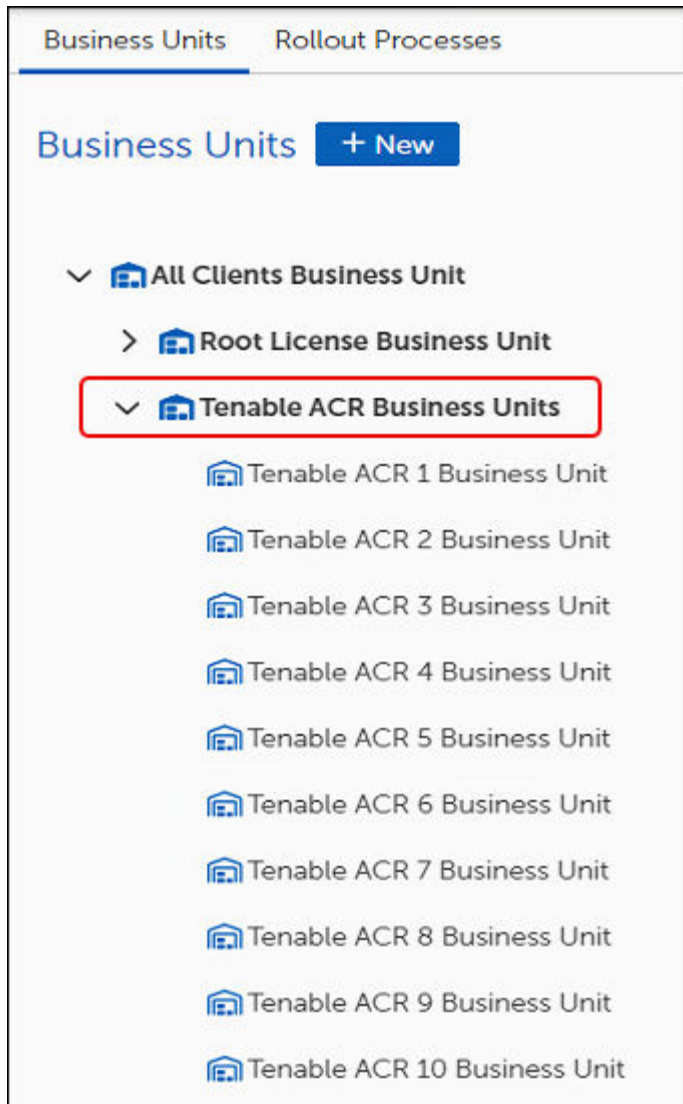 Business Units Rollout Processes
Business Units + New
All Clients Business Unit
Root License Business Unit
Tenable ACR Business Units
Tenable ACR 1 Business Unit
Tenable ACR 2 Business Unit
Tenable ACR 3 Business Unit
Tenable ACR 4 Business Unit
Tenable ACR 5 Business Unit
Tenable ACR 6 Business Unit
Tenable ACR 7 Business Unit
Tenable ACR 8 Business Unit
Tenable ACR 9 Business Unit
Tenable ACR 10 Business Unit